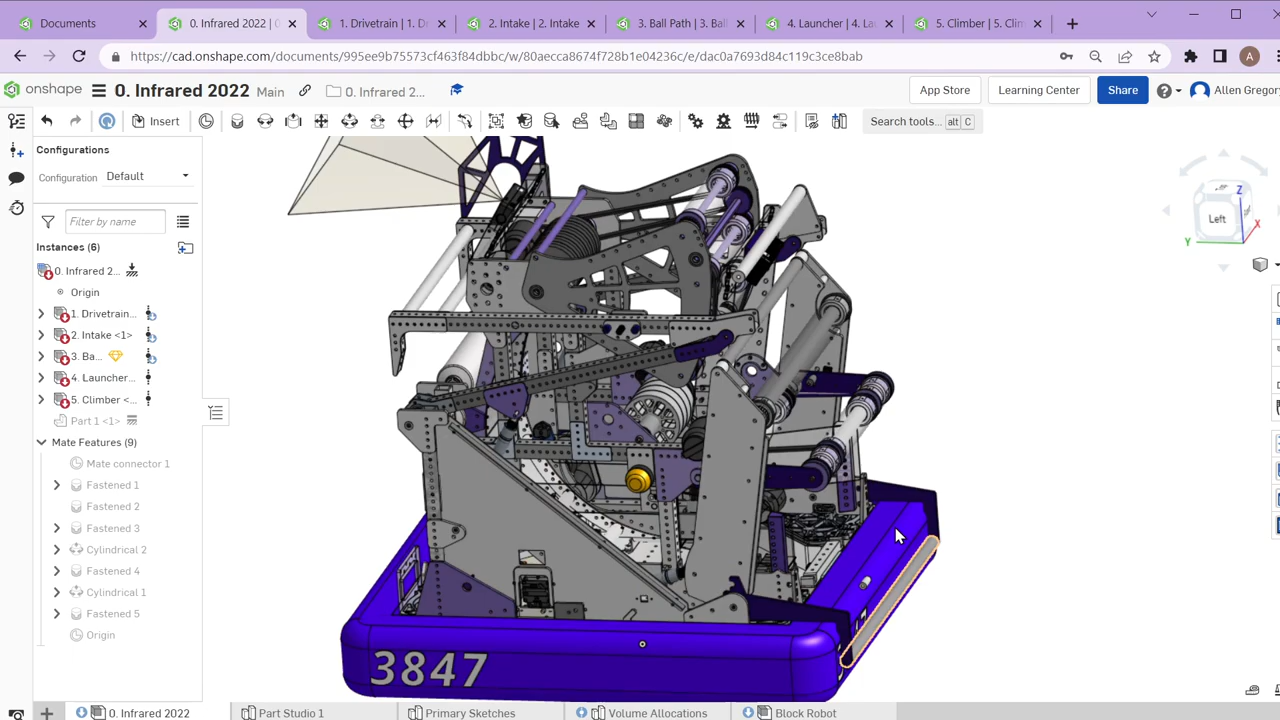 Documents
0. Infrared 2022 |
1. Drivetrain | 1. D
2. Intake | 2. Intake
3. Ball Path | 3. Ball
4. Launcher | 4. Lau
5. Climber | 5. Clim
https://cad.onshape.com/documents/995ee9b75573cf463f84dbbc/w/80aecca8674f728b1e04236c/e/dac0a7693d84c119c3ce8bab
A
onshape
0. Infrared 2022
Main
0. Infrared 2...
App Store
Learning Center
Share
Allen Gregory
Insert
Search tools...
alt C
Configurations
Configuration
Default
Filter by name
Instances (6)
0. Infrared 2...
Origin
1. Drivetrain...
2. Intake <1>
3. Ba...
4. Launcher...
5. Climber <...
Part 1 <1>
Mate Features (9)
Mate connector 1
Fastened 1
Fastened 2
Fastened 3
Cylindrical 2
Fastened 4
Cylindrical 1
Fastened 5
Origin
Z
Left
Y
X
3847
0. Infrared 2022
Part Studio 1
Primary Sketches
Volume Allocations
Block Robot